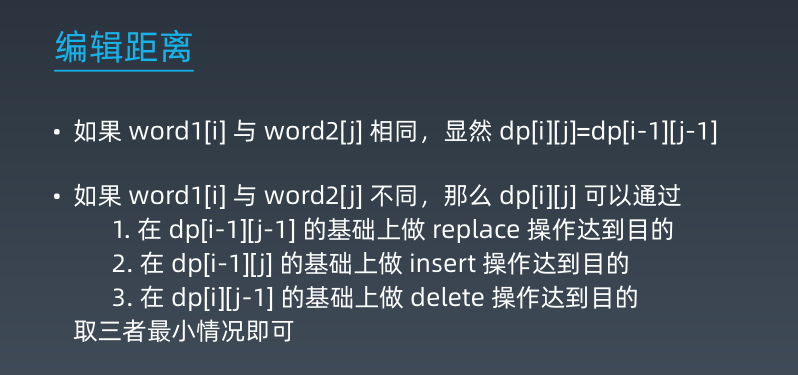 编辑距离
• 如果 word1[i] 与 word2[j] 相同，显然 dp[i][j]=dp[i-1][j-1]
• 如果 word1[i] 与 word2[j] 不同，那么 dp[i][j] 可以通过
1. 在 dp[i-1][j-1] 的基础上做 replace 操作达到目的
2. 在 dp[i-1][j] 的基础上做 insert 操作达到目的
3. 在 dp[i][j-1] 的基础上做 delete 操作达到目的
取三者最小情况即可